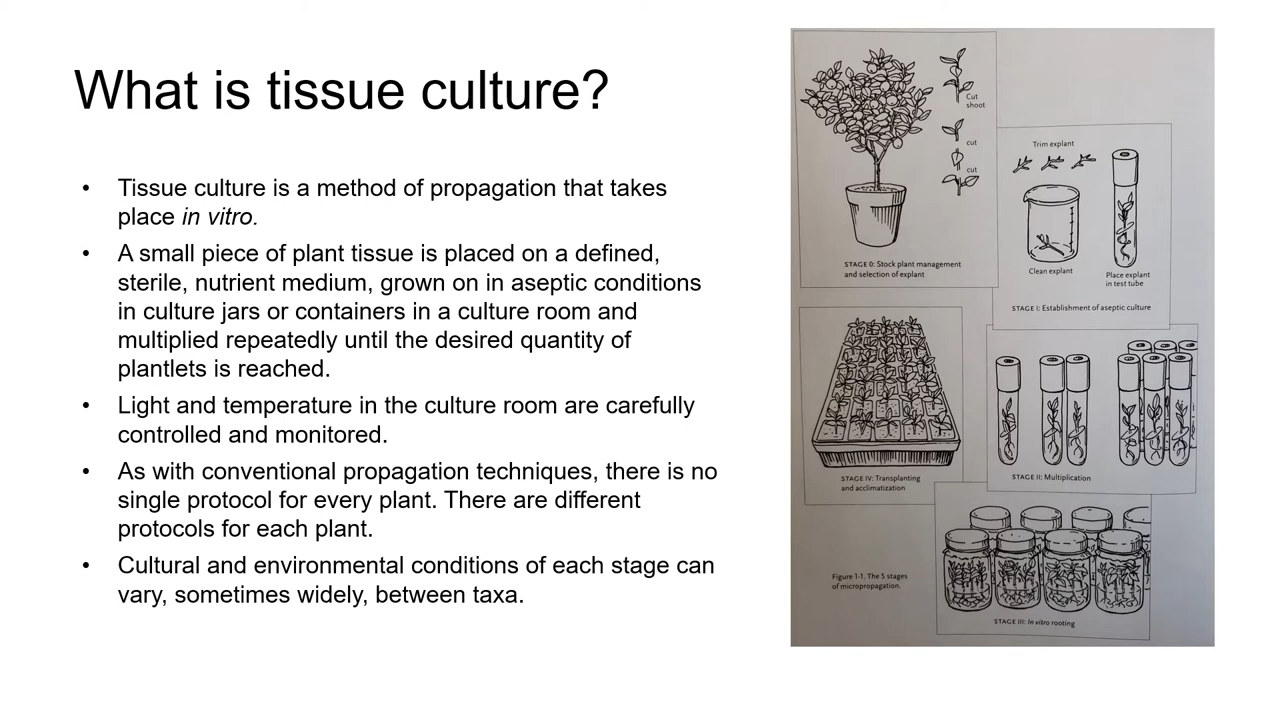 What is tissue culture?
• Tissue culture is a method of propagation that takes
place in vitro.
• A small piece of plant tissue is placed on a defined,
sterile, nutrient medium, grown on in aseptic conditions
in culture jars or containers in a culture room and
multiplied repeatedly until the desired quantity of
plantlets is reached.
• Light and temperature in the culture room are carefully
controlled and monitored.
• As with conventional propagation techniques, there is no
single protocol for every plant. There are different
protocols for each plant.
• Cultural and environmental conditions of each stage can
vary, sometimes widely, between taxa.
Cut
shoot
cut
cut
STAGE 0: Stock plant management
and selection of explant
Trim explant
Clean explant
Place explant
in test tube
STAGE I: Establishment of aseptic culture
STAGE IV: Transplanting
and acclimatization
STAGE II: Multiplication
Figure 1-1. The 5 stages
of micropropagation.
STAGE III: In vitro rooting